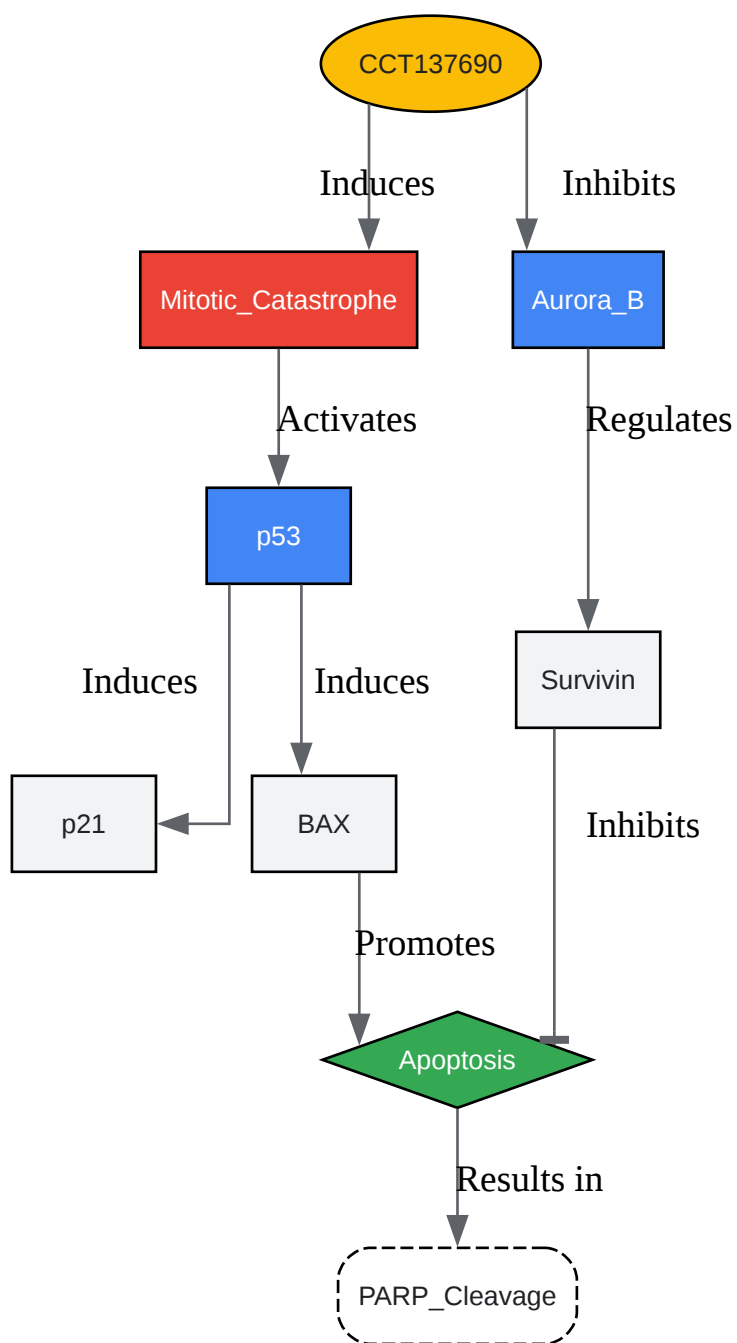 CCT137690
Induces
Inhibits
Mitotic_Catastrophe
Aurora_B
Activates
Regulates
p53
Induces
Induces
Survivin
p21
BAX
Inhibits
Promotes
Apoptosis
Results in
PARP_Cleavage